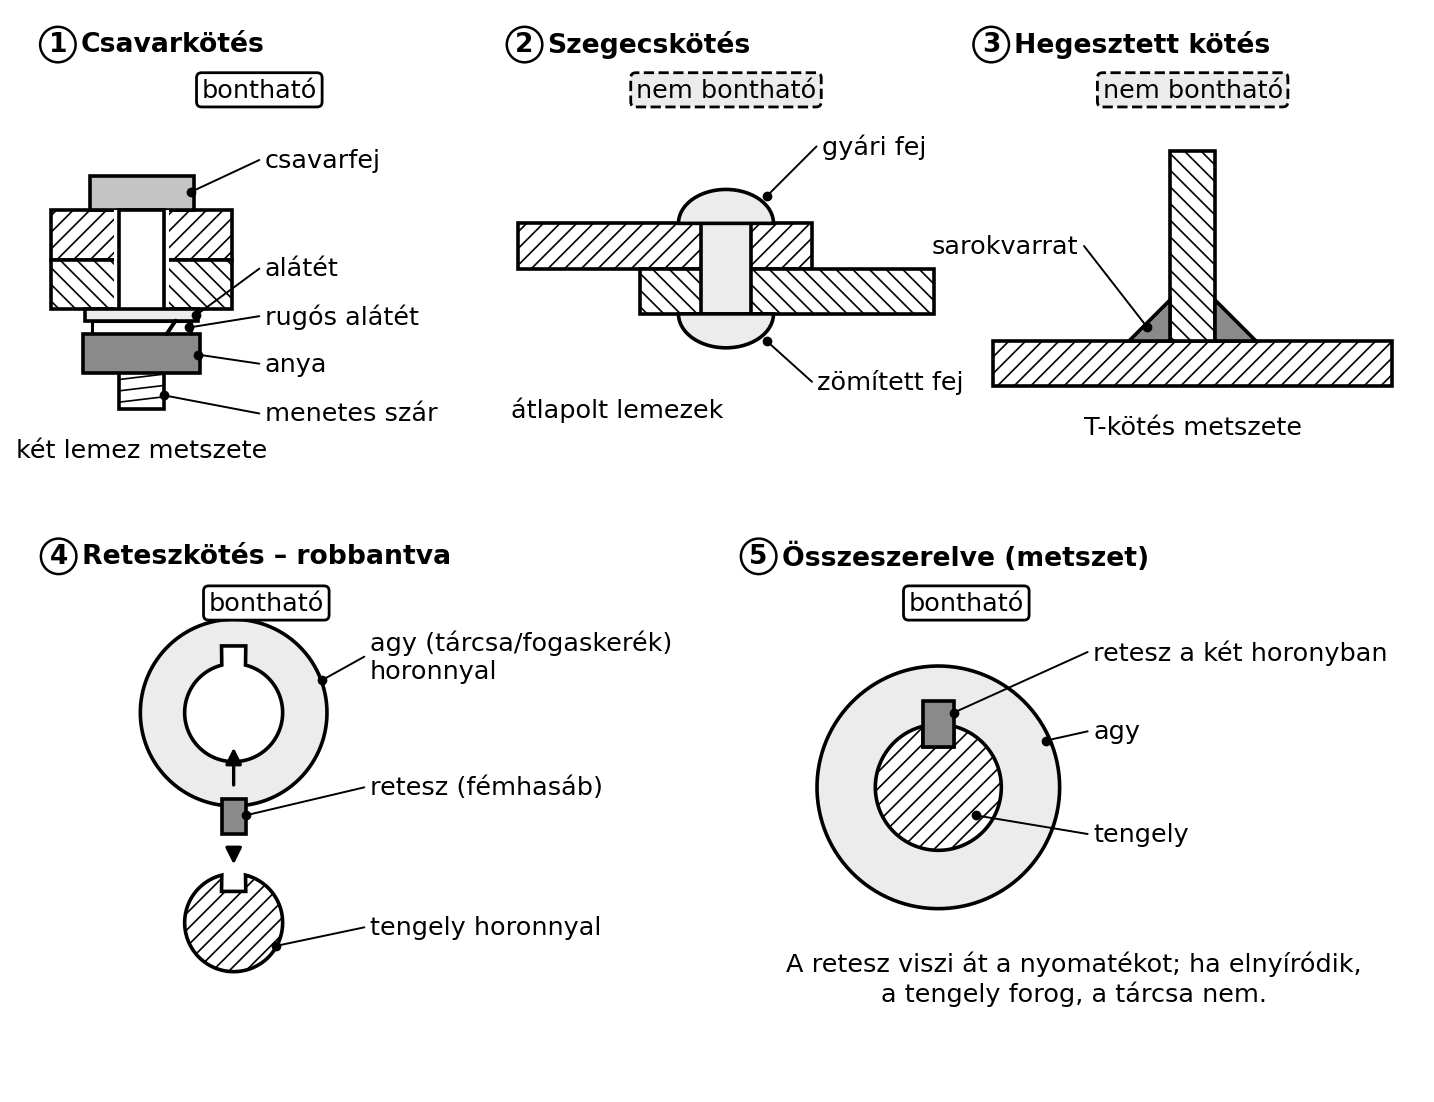 1 Csavarkötés
bontható
csavarfej
alátét
rugós alátét
anya
menetes szár
két lemez metszete
2 Szegecskötés
nem bontható
gyári fej
zömített fej
átlapolt lemezek
3 Hegesztett kötés
nem bontható
sarokvarrat
T-kötés metszete
4 Reteszkötés – robbantva
bontható
agy (tárcsa/fogaskerék)
horonnyal
retesz (fémhasáb)
tengely horonnyal
5 Összeszerelve (metszet)
bontható
retesz a két horonyban
agy
tengely
A retesz viszi át a nyomatékot; ha elnyíródik,
a tengely forog, a tárcsa nem.